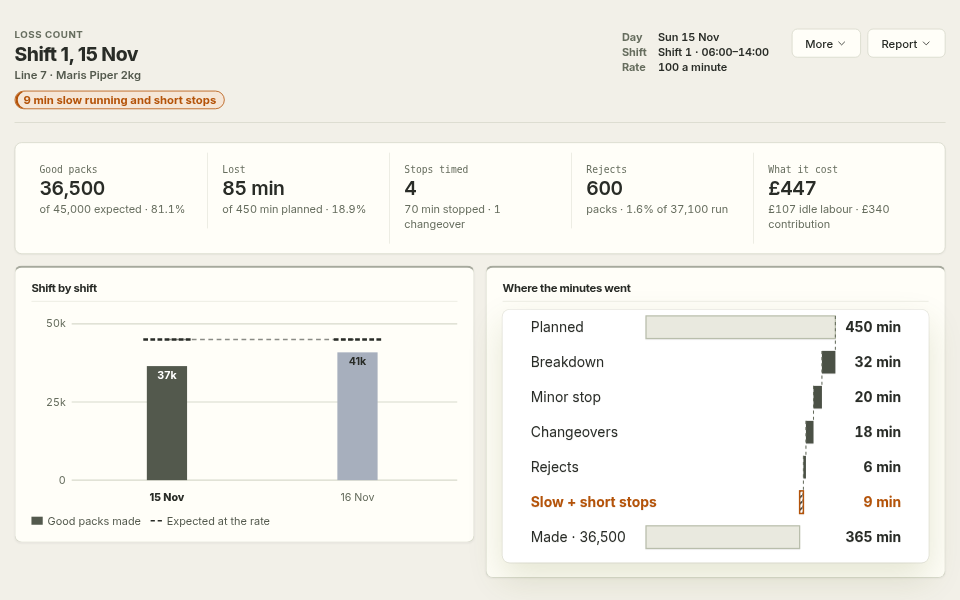 LOSS COUNT
Shift 1, 15 Nov
Line 7 · Maris Piper 2kg
9 min slow running and short stops
Day Sun 15 Nov
Shift Shift 1 · 06:00–14:00
Rate 100 a minute
More
Report
Good packs
36,500
of 45,000 expected · 81.1%
Lost
85 min
of 450 min planned · 18.9%
Stops timed
4
70 min stopped · 1
changeover
Rejects
600
packs · 1.6% of 37,100 run
What it cost
£447
£107 idle labour · £340
contribution
Shift by shift
50k
25k
0
37k
41k
15 Nov
16 Nov
Good packs made
Expected at the rate
Where the minutes went
Planned 450 min
Breakdown 32 min
Minor stop 20 min
Changeovers 18 min
Rejects 6 min
Slow + short stops 9 min
Made · 36,500 365 min